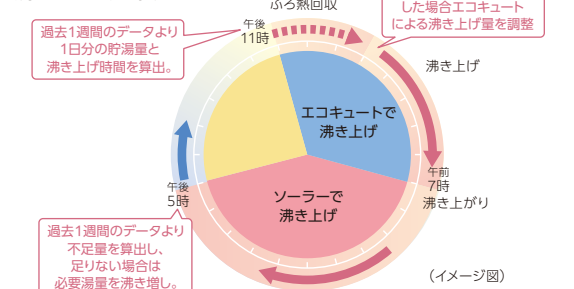 ふろ熱回収
した場合エコキュート
による沸き上げ量を調整
過去1週間のデータより
1日分の貯湯量と
沸き上げ時間を算出。
午後
11時
沸き上げ
エコキュートで
沸き上げ
午前
7時
沸き上がり
午後
5時
ソーラーで
沸き上げ
過去1週間のデータより
不足量を算出し、
足りない場合は
必要湯量を沸き増し。
(イメージ図)